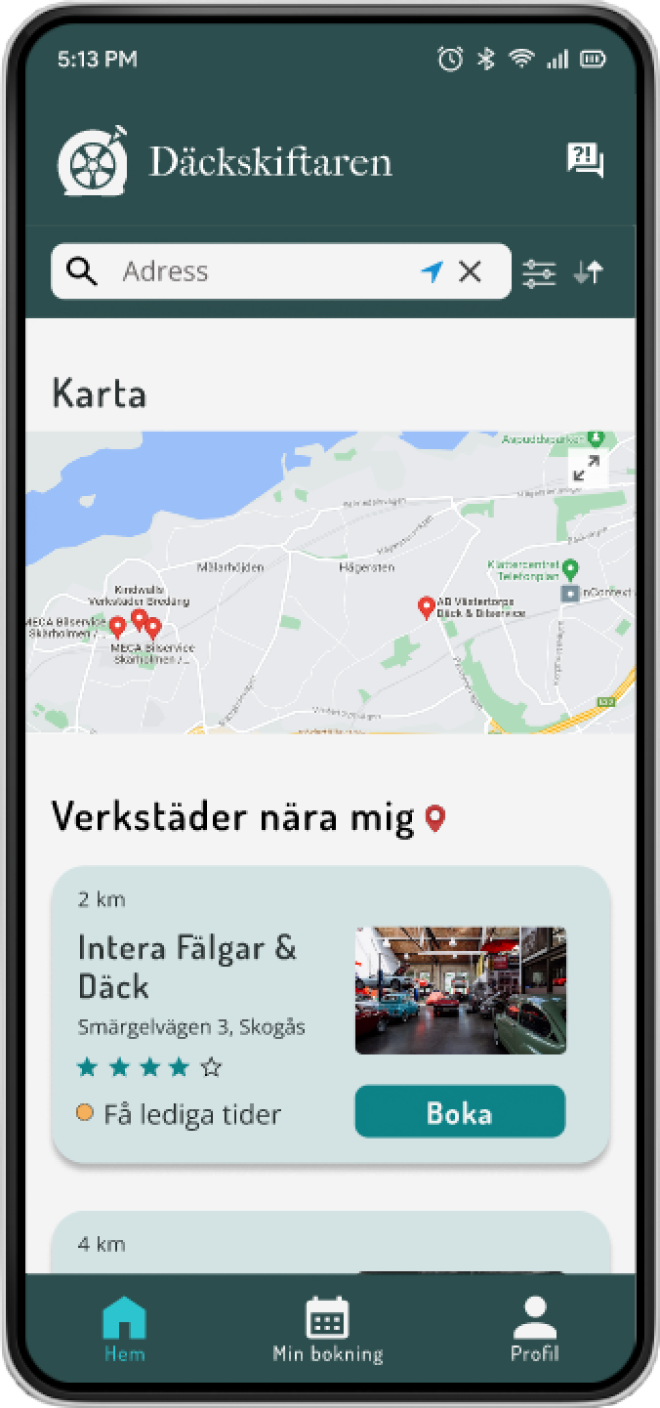 5:13 PM
Däckskiftaren
?!
Adress
Karta
Aspuddsparken
Mälarhöjden
Hägersten
Klättercentret
Telefonplan
Kindwalls
Verkstäder Bredäng
MECA Bilservice
Skärholmen /...
AB Västertorps
Däck & Bilservice
MECA Bilservice
Skärholmen /...
Verkstäder nära mig
2 km
Intera Fälgar &
Däck
Smärgelvägen 3, Skogås
Få lediga tider
Boka
4 km
Hem
Min bokning
Profil